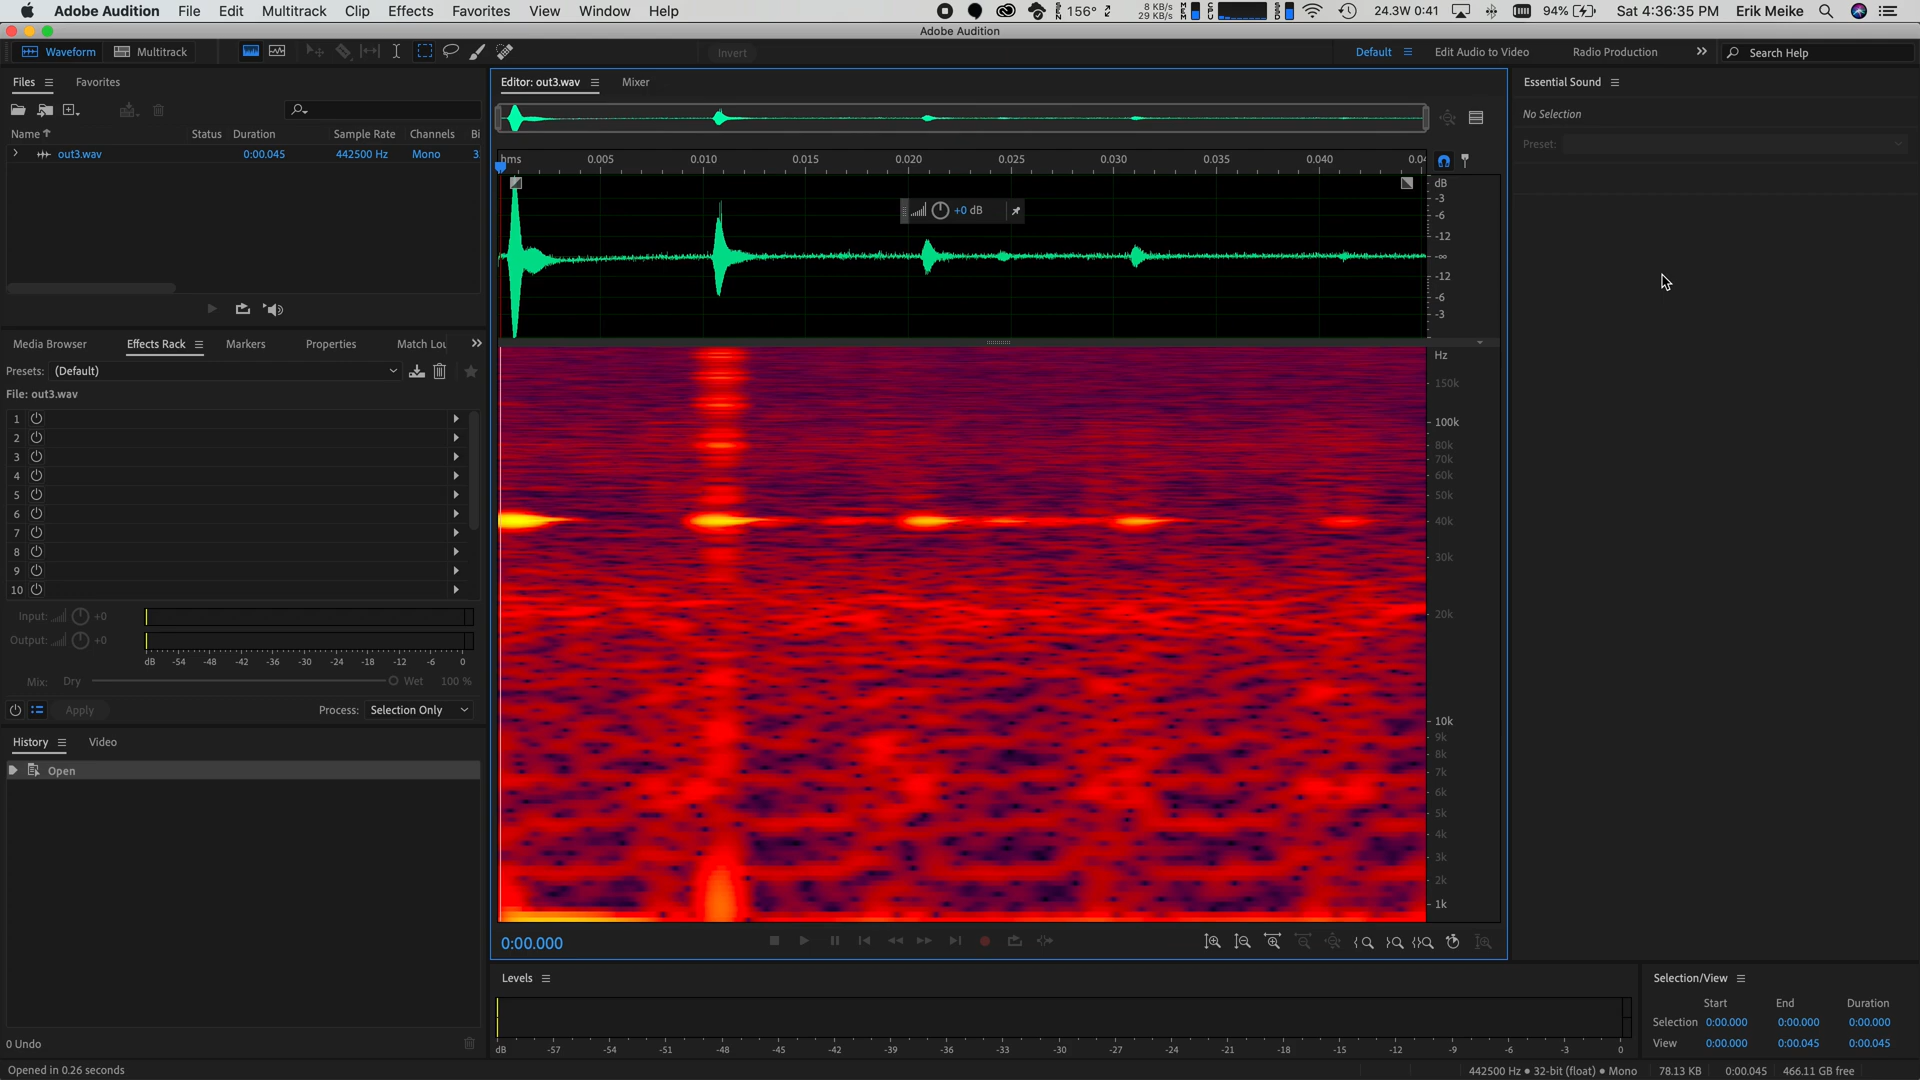 Adobe Audition File Edit Multitrack Clip Effects Favorites View Window Help 156° 8 KB/s 29 KB/s 24.3W 0:41 94% Sat 4:36:35 PM Erik Meike
Adobe Audition
Waveform Multitrack Invert Default Edit Audio to Video Radio Production Search Help
Files Favorites
Name Status Duration Sample Rate Channels Bi
out3.wav 0:00.045 442500 Hz Mono 3
Editor: out3.wav Mixer
hms 0.005 0.010 0.015 0.020 0.025 0.030 0.035 0.040 0.04
dB
-3
-6
-12
-∞
-12
-6
-3
+0 dB
Hz
150k
100k
80k
70k
60k
50k
40k
30k
20k
10k
9k
8k
7k
6k
5k
4k
3k
2k
1k
0:00.000
Essential Sound
No Selection
Preset:
Media Browser Effects Rack Markers Properties Match Lou
Presets: (Default)
File: out3.wav
1
2
3
4
5
6
7
8
9
10
Input: +0
Output: +0
dB -54 -48 -42 -36 -30 -24 -18 -12 -6 0
Mix: Dry Wet 100 %
Apply Process: Selection Only
History Video
Open
0 Undo
Levels
dB -57 -54 -51 -48 -45 -42 -39 -36 -33 -30 -27 -24 -21 -18 -15 -12 -9 -6 -3 0
Selection/View
Start End Duration
Selection 0:00.000 0:00.000 0:00.000
View 0:00.000 0:00.045 0:00.045
Opened in 0.26 seconds
442500 Hz • 32-bit (float) • Mono 78.13 KB 0:00.045 466.11 GB free